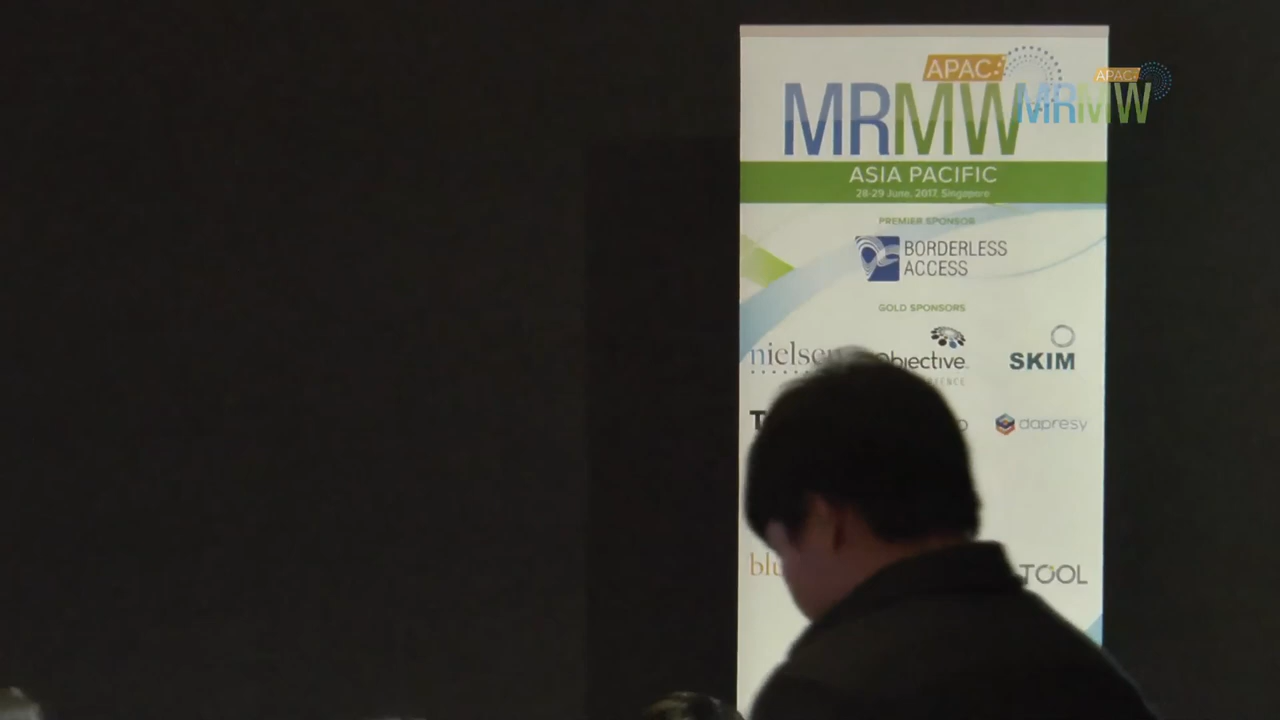 APAC
MRMW
APAC
MRMW
ASIA PACIFIC
28-29 June, 2017, Singapore
PREMIER SPONSOR
BORDERLESS
ACCESS
GOLD SPONSORS
nielsen
Objective
SKIM
dapresy
TOOL